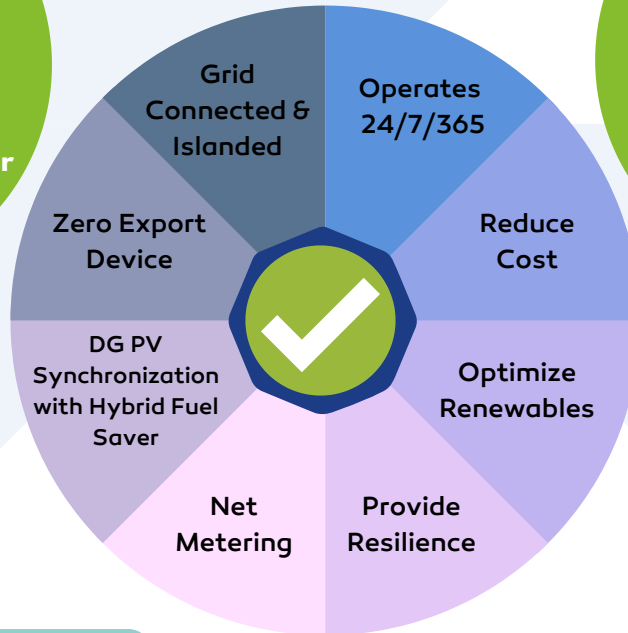 Grid
Connected &
Islanded
Operates
24/7/365
Reduce
Cost
Optimize
Renewables
Provide
Resilience
Net
Metering
DG PV
Synchronization
with Hybrid Fuel
Saver
Zero Export
Device